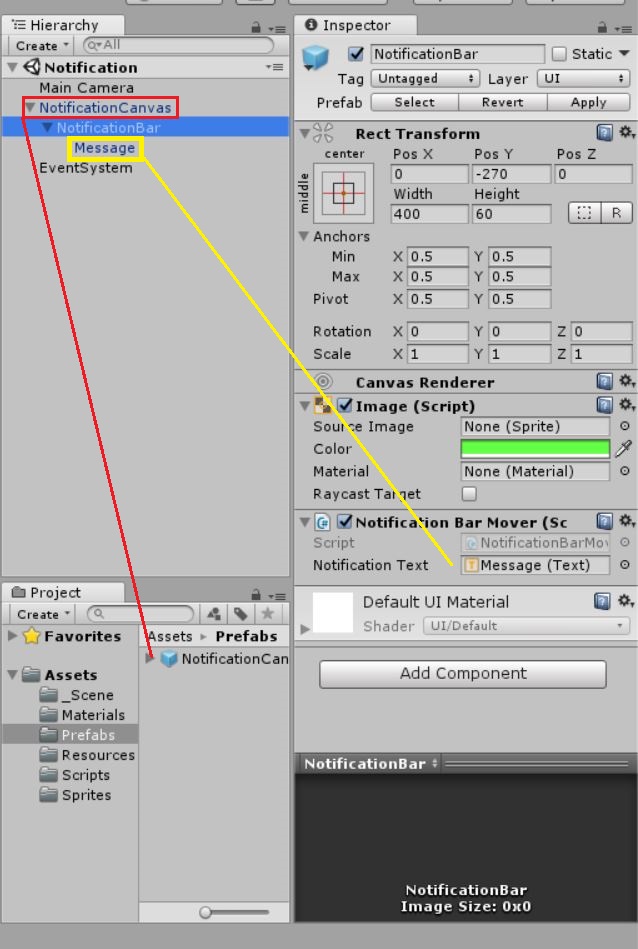 Hierarchy
Create All
Notification
Main Camera
NotificationCanvas
NotificationBar
Message
EventSystem
Project
Create
Favorites
Assets
_Scene
Materials
Prefabs
Resources
Scripts
Sprites
Assets Prefabs
NotificationCan
Inspector
NotificationBar Static
Tag Untagged Layer UI
Prefab Select Revert Apply
Rect Transform
center Pos X Pos Y Pos Z
middle
0 -270 0
Width Height
400 60
R
Anchors
Min X 0.5 Y 0.5
Max X 0.5 Y 0.5
Pivot X 0.5 Y 0.5
Rotation X 0 Y 0 Z 0
Scale X 1 Y 1 Z 1
Canvas Renderer
Image (Script)
Source Image None (Sprite)
Color
Material None (Material)
Raycast Target
Notification Bar Mover (Sc
Script NotificationBarMov
Notification Text Message (Text)
Default UI Material
Shader UI/Default
Add Component
NotificationBar
NotificationBar
Image Size: 0x0